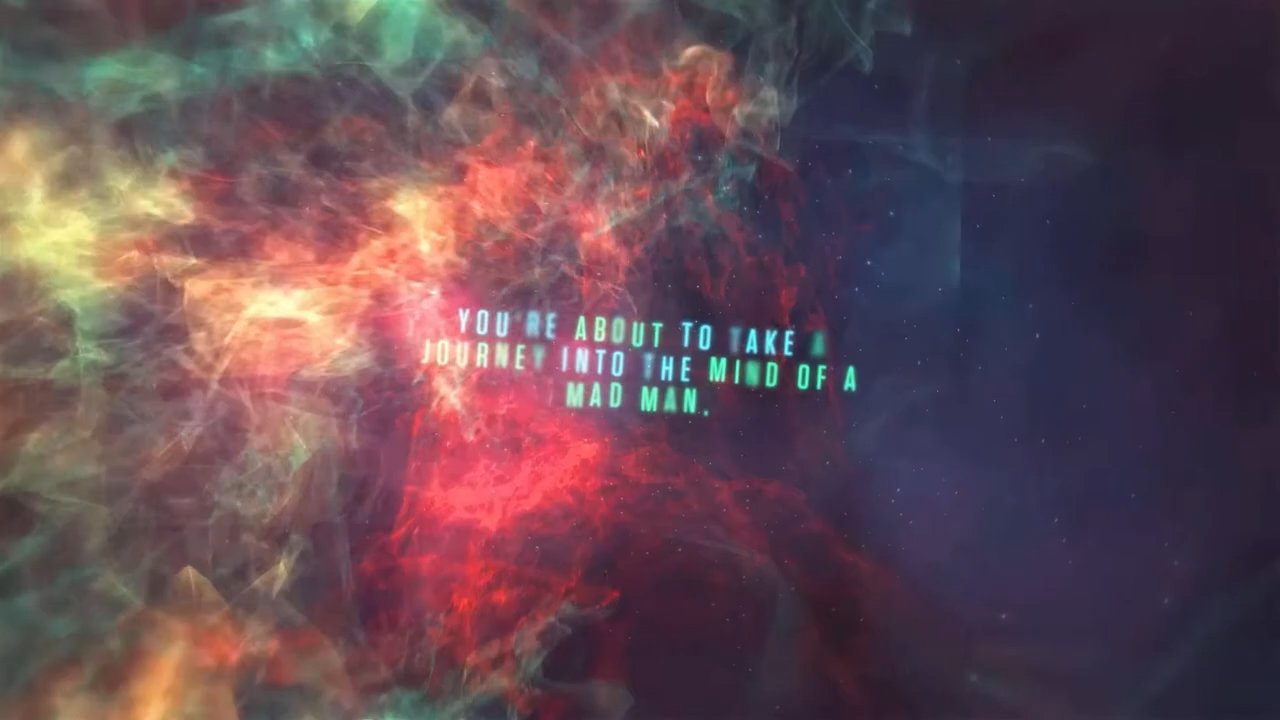 YOU'RE ABOUT TO TAKE A
JOURNEY INTO THE MIND OF A
MAD MAN.